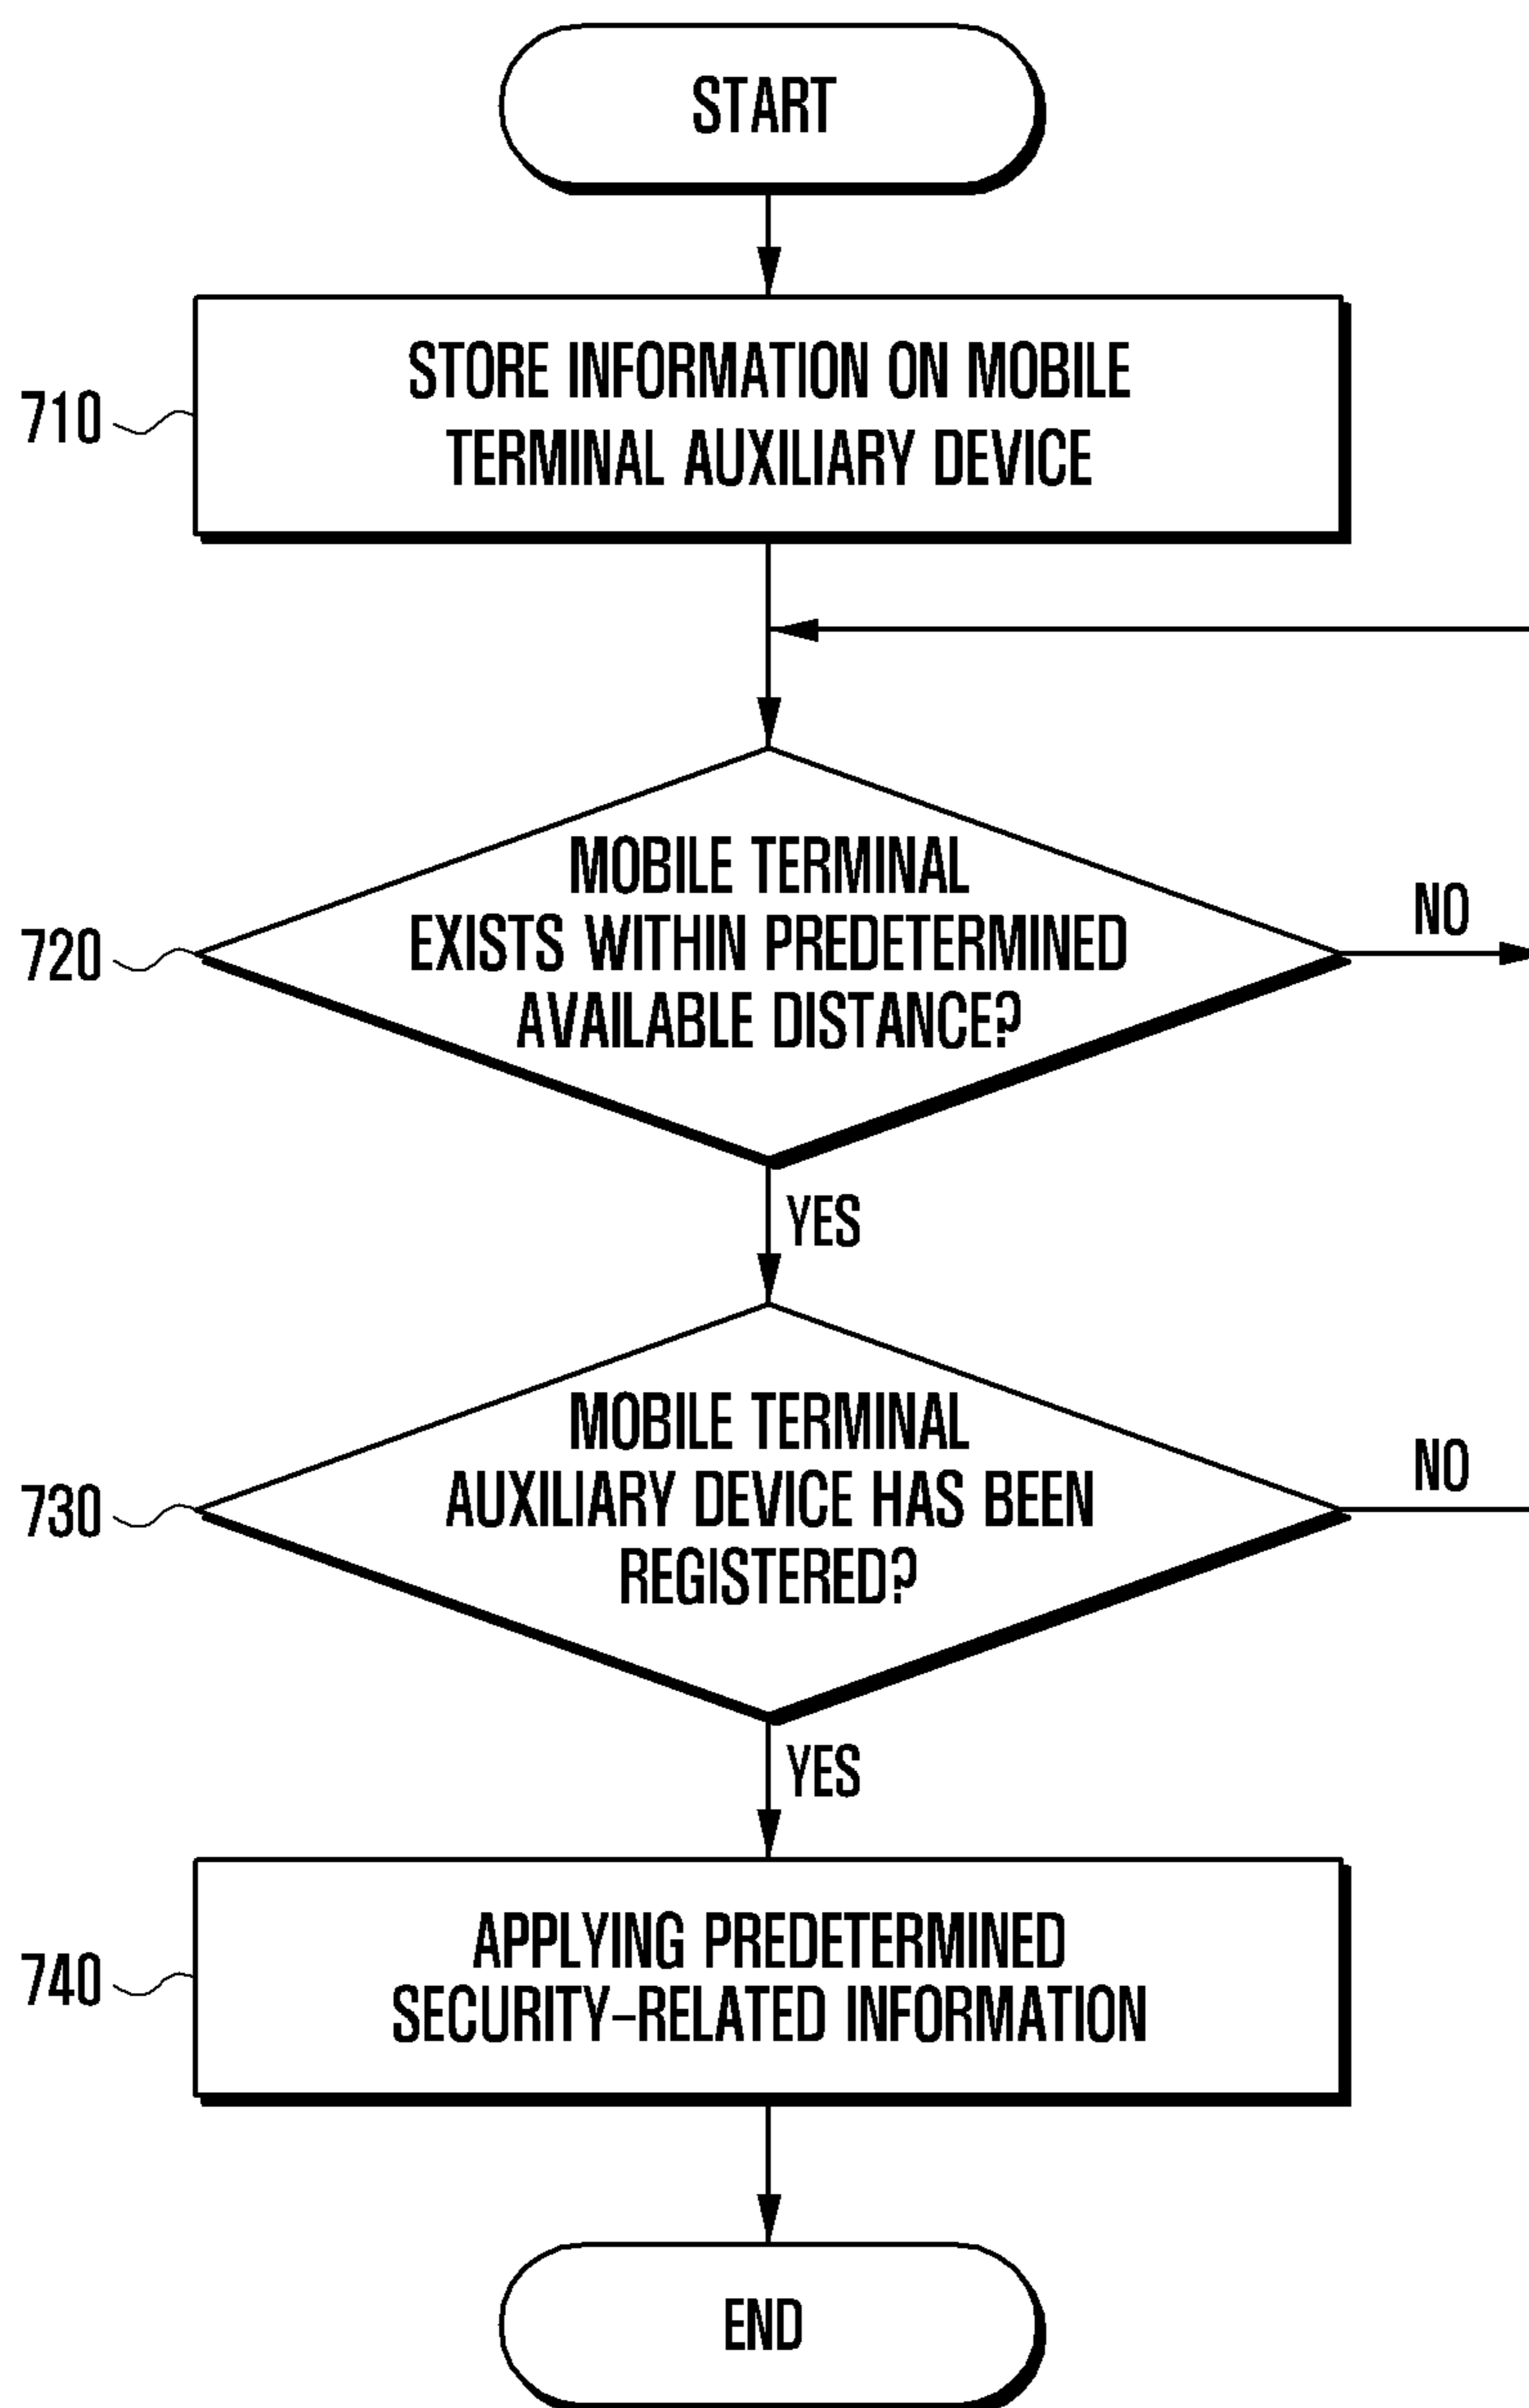 START
STORE INFORMATION ON MOBILE
TERMINAL AUXILIARY DEVICE
710
MOBILE TERMINAL
EXISTS WITHIN PREDETERMINED
AVAILABLE DISTANCE?
720
NO
YES
MOBILE TERMINAL
AUXILIARY DEVICE HAS BEEN
REGISTERED?
730
NO
YES
APPLYING PREDETERMINED
SECURITY-RELATED INFORMATION
740
END